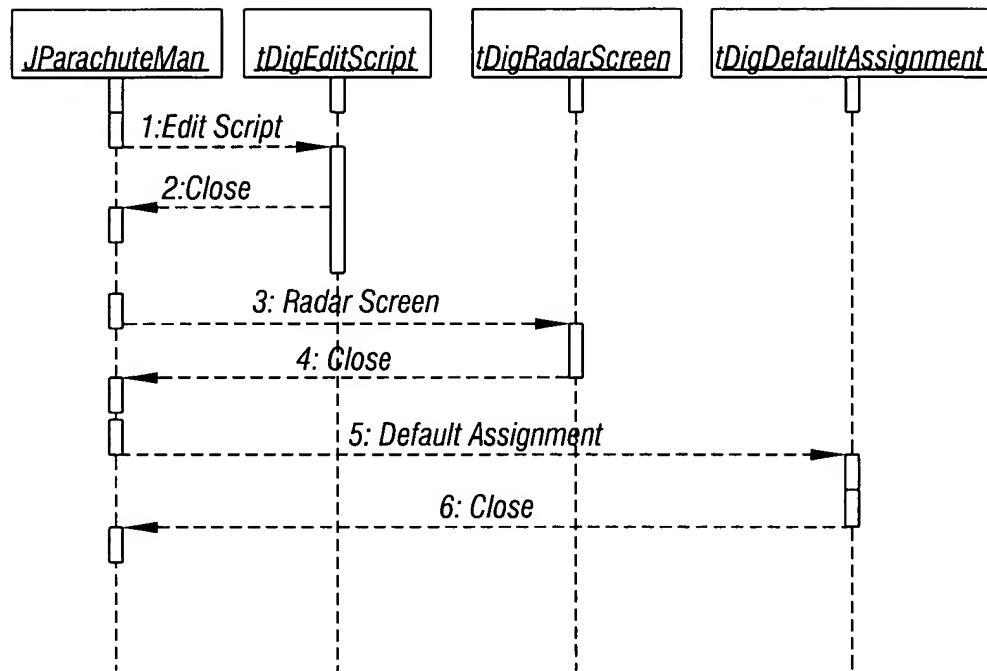 JParachuteMan
tDigEditScript
tDigRadarScreen
tDigDefaultAssignment
1:Edit Script
2:Close
3: Radar Screen
4: Close
5: Default Assignment
6: Close